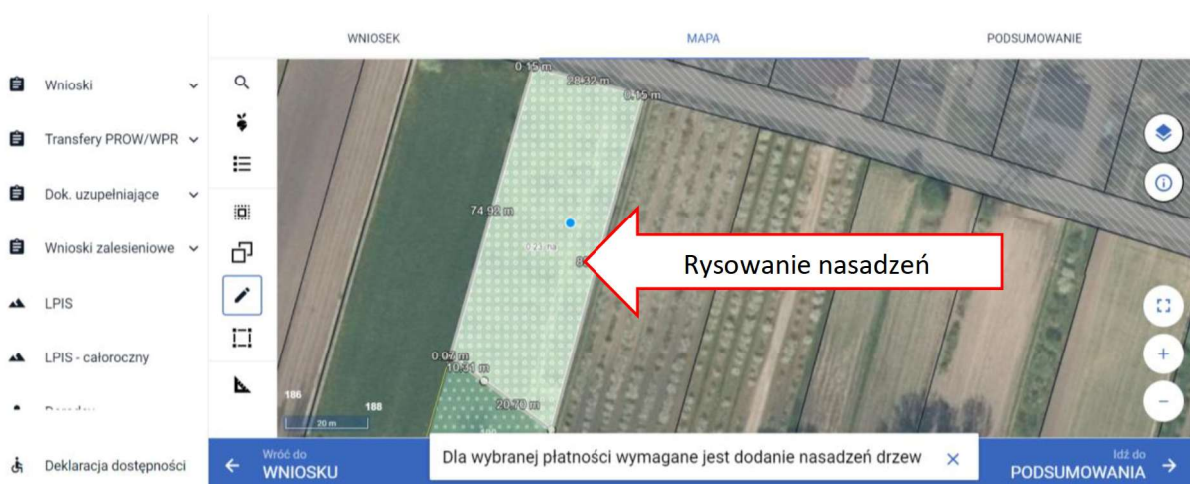 WNIOSEK
MAPA
PODSUMOWANIE
Wnioski
Transfery PROW/WPR
Dok. uzupełniające
Wnioski zalesieniowe
LPIS
LPIS - całoroczny
Deklaracja dostępności
0.15 m
28.32 m
0.15 m
74.92 m
Rysowanie nasadzeń
0.07 m
10.31 m
20.70 m
186
188
20 m
Wróć do
WNIOSKU
Dla wybranej płatności wymagane jest dodanie nasadzeń drzew
Idź do
PODSUMOWANIA